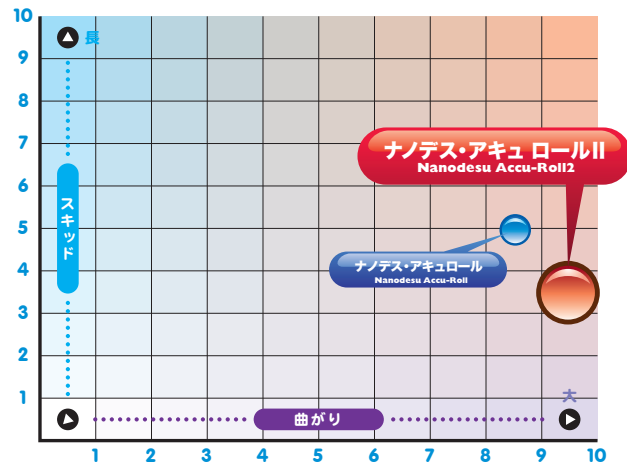 10
9
8
7
6
5
4
3
2
1
長
スキッド
ナノデス・アキュ ロールII
Nanodesu Accu-Roll2
ナノデス・アキュロール
Nanodesu Accu-Roll
大
曲がり
1 2 3 4 5 6 7 8 9 10